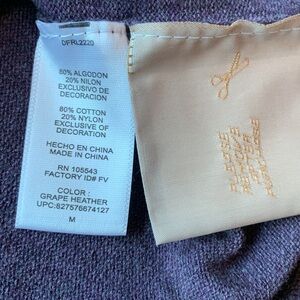 DFRL2220
80% ALGODON
20% NILON
EXCLUSIVO DE
DECORACION
80% COTTON
20% NYLON
EXCLUSIVE OF
DECORATION
HECHO EN CHINA
MADE IN CHINA
RN 105543
FACTORY ID# FV
COLOR :
GRAPE HEATHER
UPC:827576674127
M